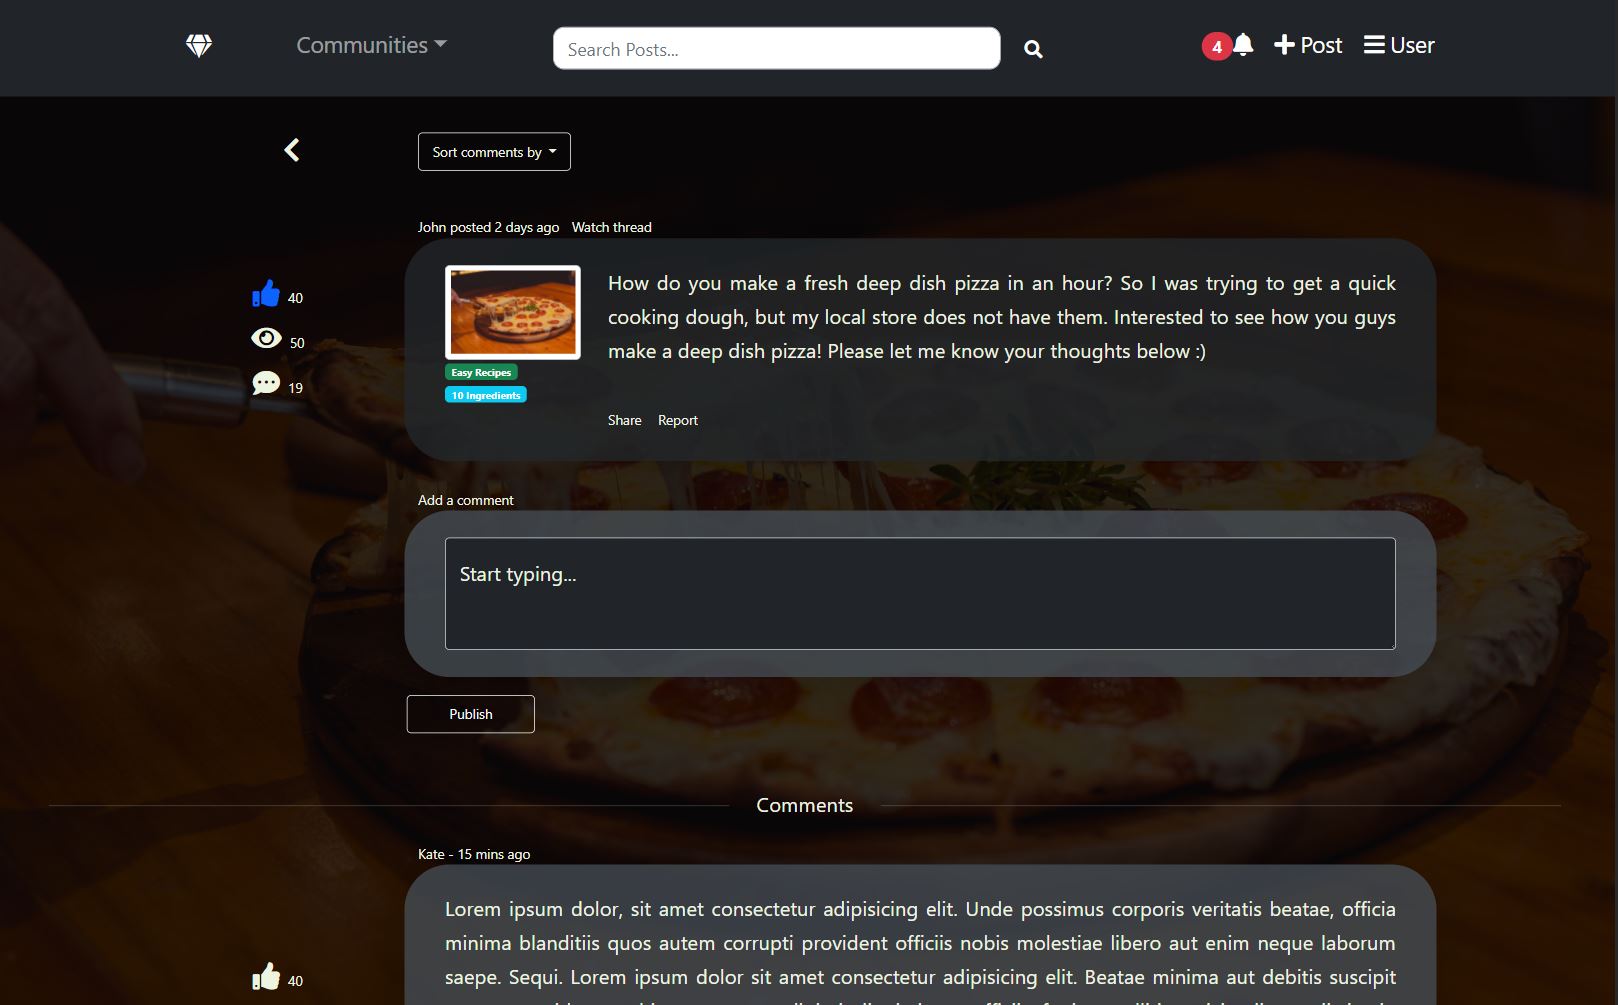 Communities
Search Posts...
4
Post
User
Sort comments by
John posted 2 days ago Watch thread
40
50
19
How do you make a fresh deep dish pizza in an hour? So I was trying to get a quick
cooking dough, but my local store does not have them. Interested to see how you guys
make a deep dish pizza! Please let me know your thoughts below :)
Easy Recipes
10 Ingredients
Share Report
Add a comment
Start typing...
Publish
Comments
Kate - 15 mins ago
Lorem ipsum dolor, sit amet consectetur adipisicing elit. Unde possimus corporis veritatis beatae, officia
minima blanditiis quos autem corrupti provident officiis nobis molestiae libero aut enim neque laborum
saepe. Sequi. Lorem ipsum dolor sit amet consectetur adipisicing elit. Beatae minima aut debitis suscipit
40